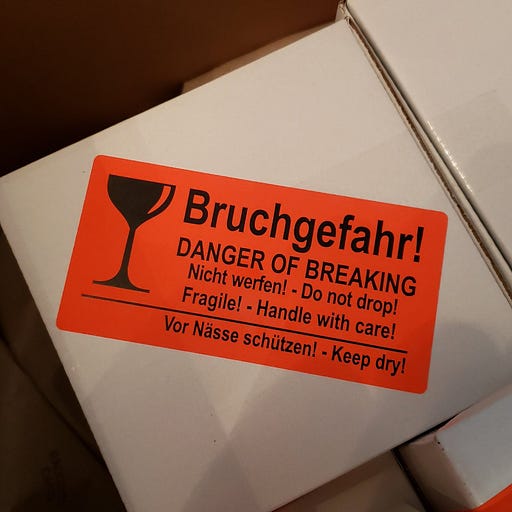 Bruchgefahr!
DANGER OF BREAKING
Nicht werfen! - Do not drop!
Fragile! - Handle with care!
Vor Nässe schützen! - Keep dry!